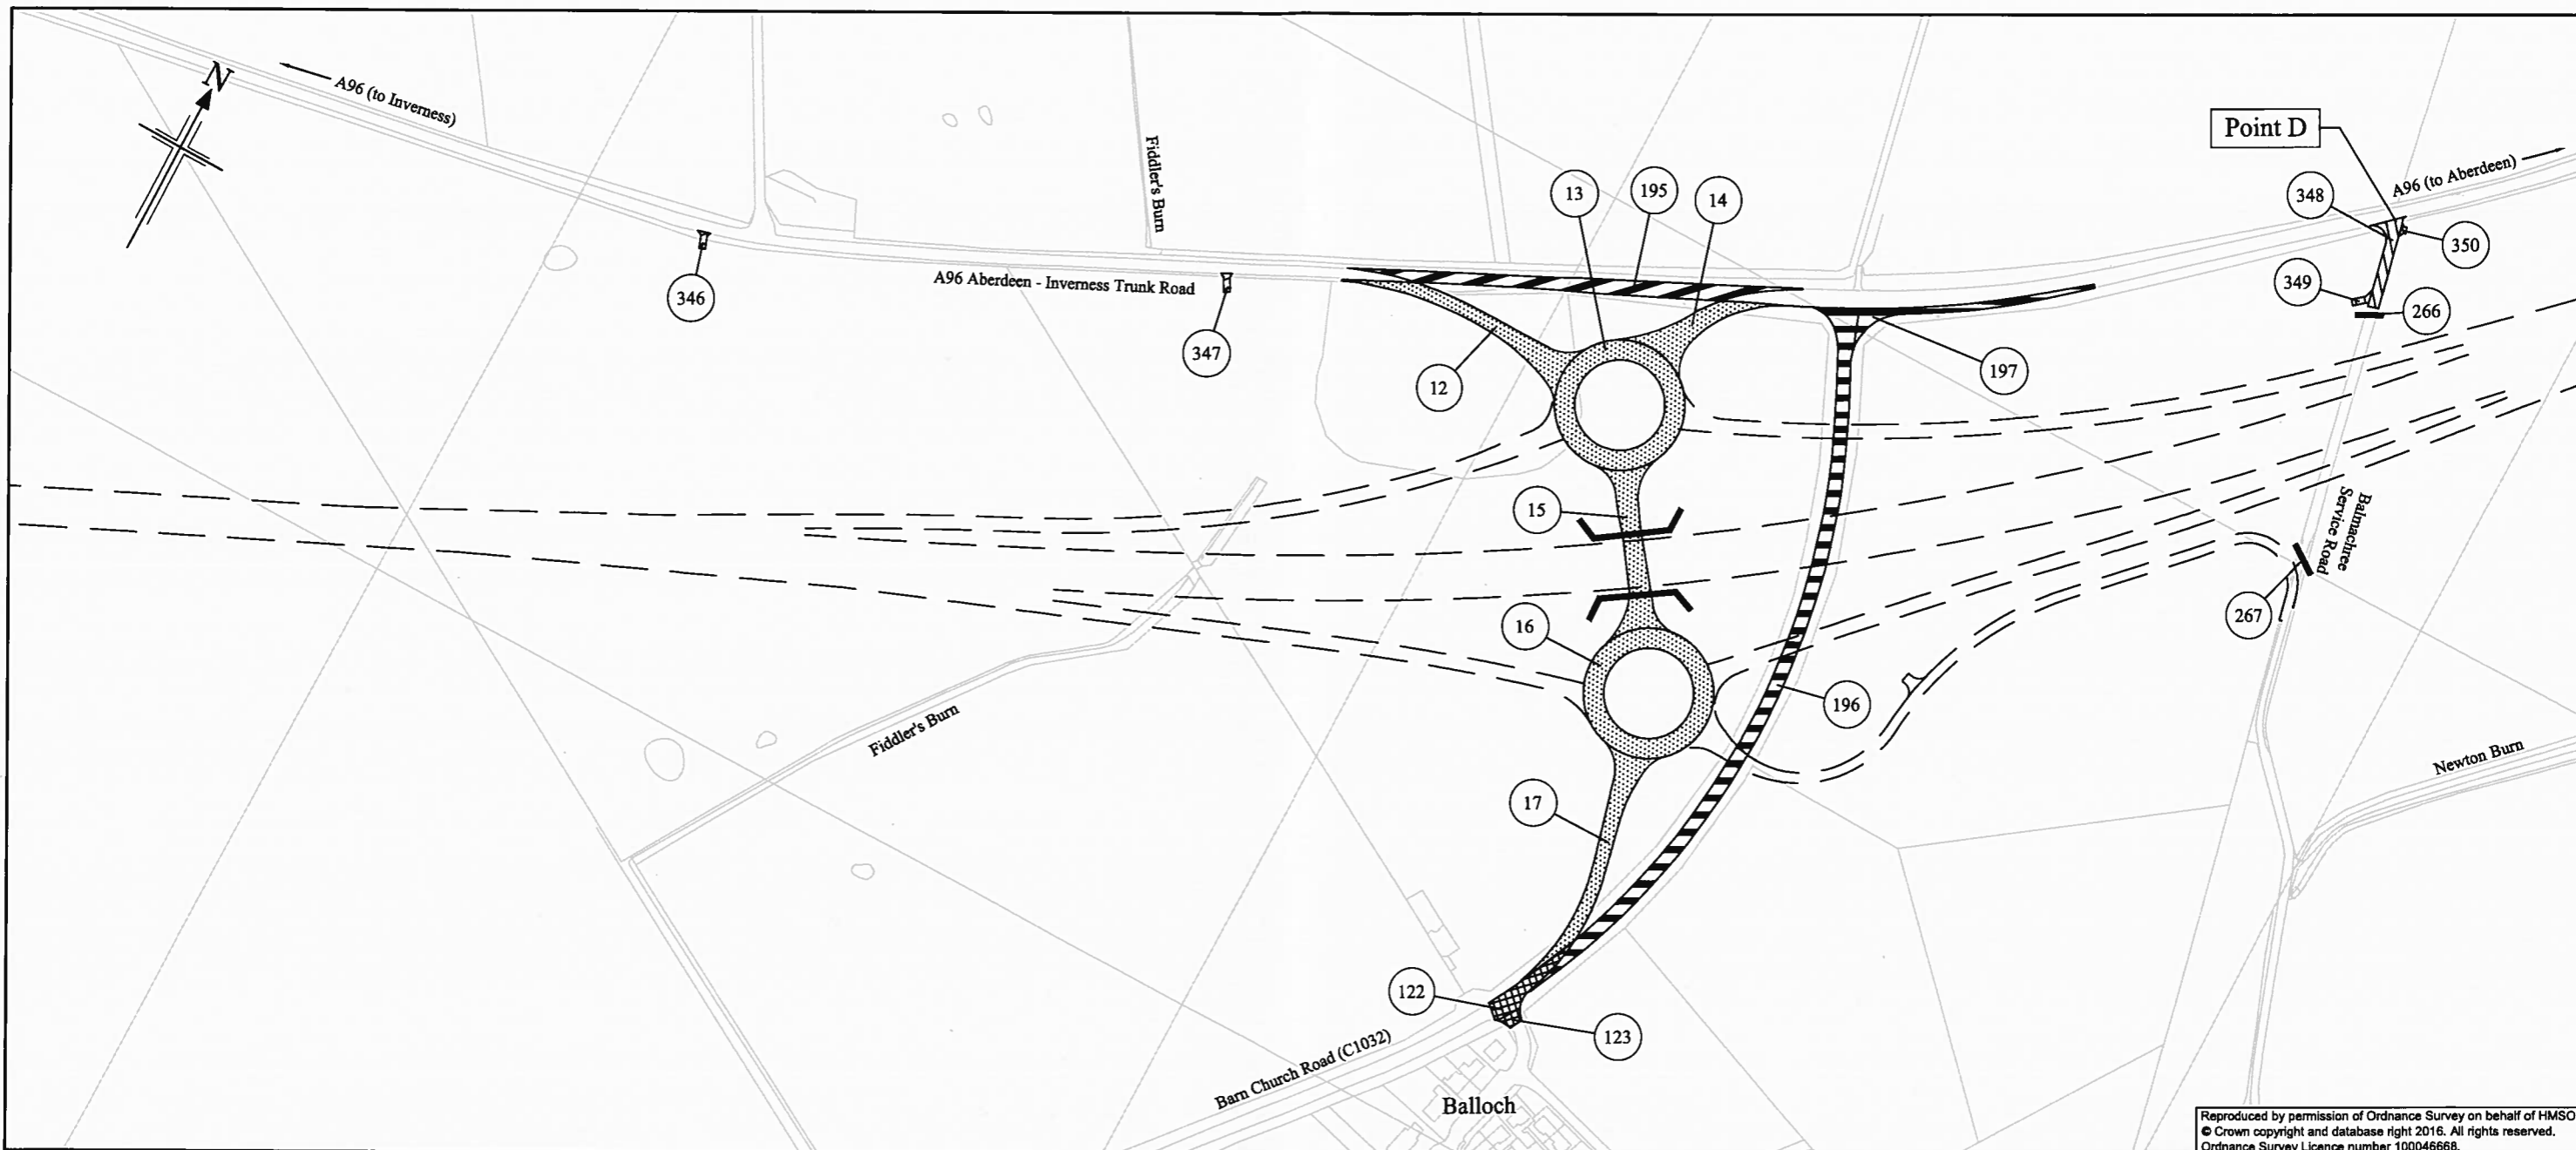 N
A96 (to Inverness)
Fiddler's Burn
Point D
A96 (to Aberdeen)
13
195
14
348
350
346
A96 Aberdeen - Inverness Trunk Road
349
266
347
12
197
15
Balmachree
Service Road
16
267
196
Fiddler's Burn
Newton Burn
17
122
123
Barn Church Road (C1032)
Balloch
Reproduced by permission of Ordnance Survey on behalf of HMSO
© Crown copyright and database right 2016. All rights reserved.
Ordnance Survey Licence number 100046668.